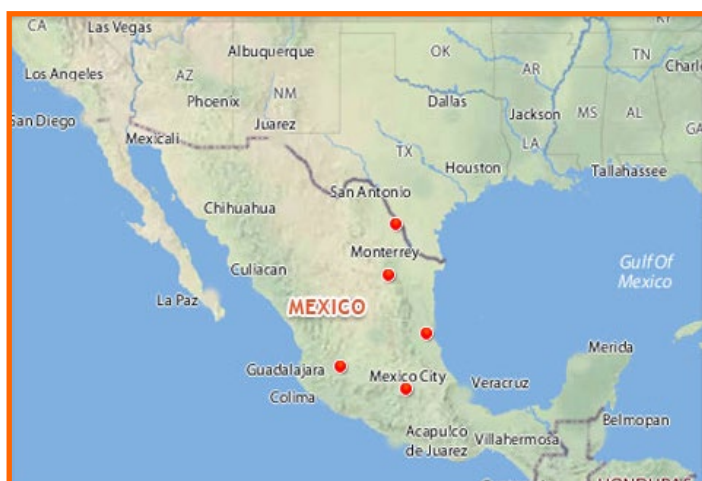 CA
Las Vegas
KY
Albuquerque
OK
TN
Los Angeles
AZ
NM
AR
Charl
Phoenix
Dallas
Jackson
MS
AL
San Diego
Juarez
GA
Mexicali
TX
LA
Houston
Tallahassee
San Antonio
Chihuahua
Monterrey
Culiacan
Gulf Of
Mexico
La Paz
MEXICO
Merida
Guadalajara
Mexico City
Veracruz
Colima
Belmopan
Acapulco
de Juarez
Villahermosa
HONDURAS